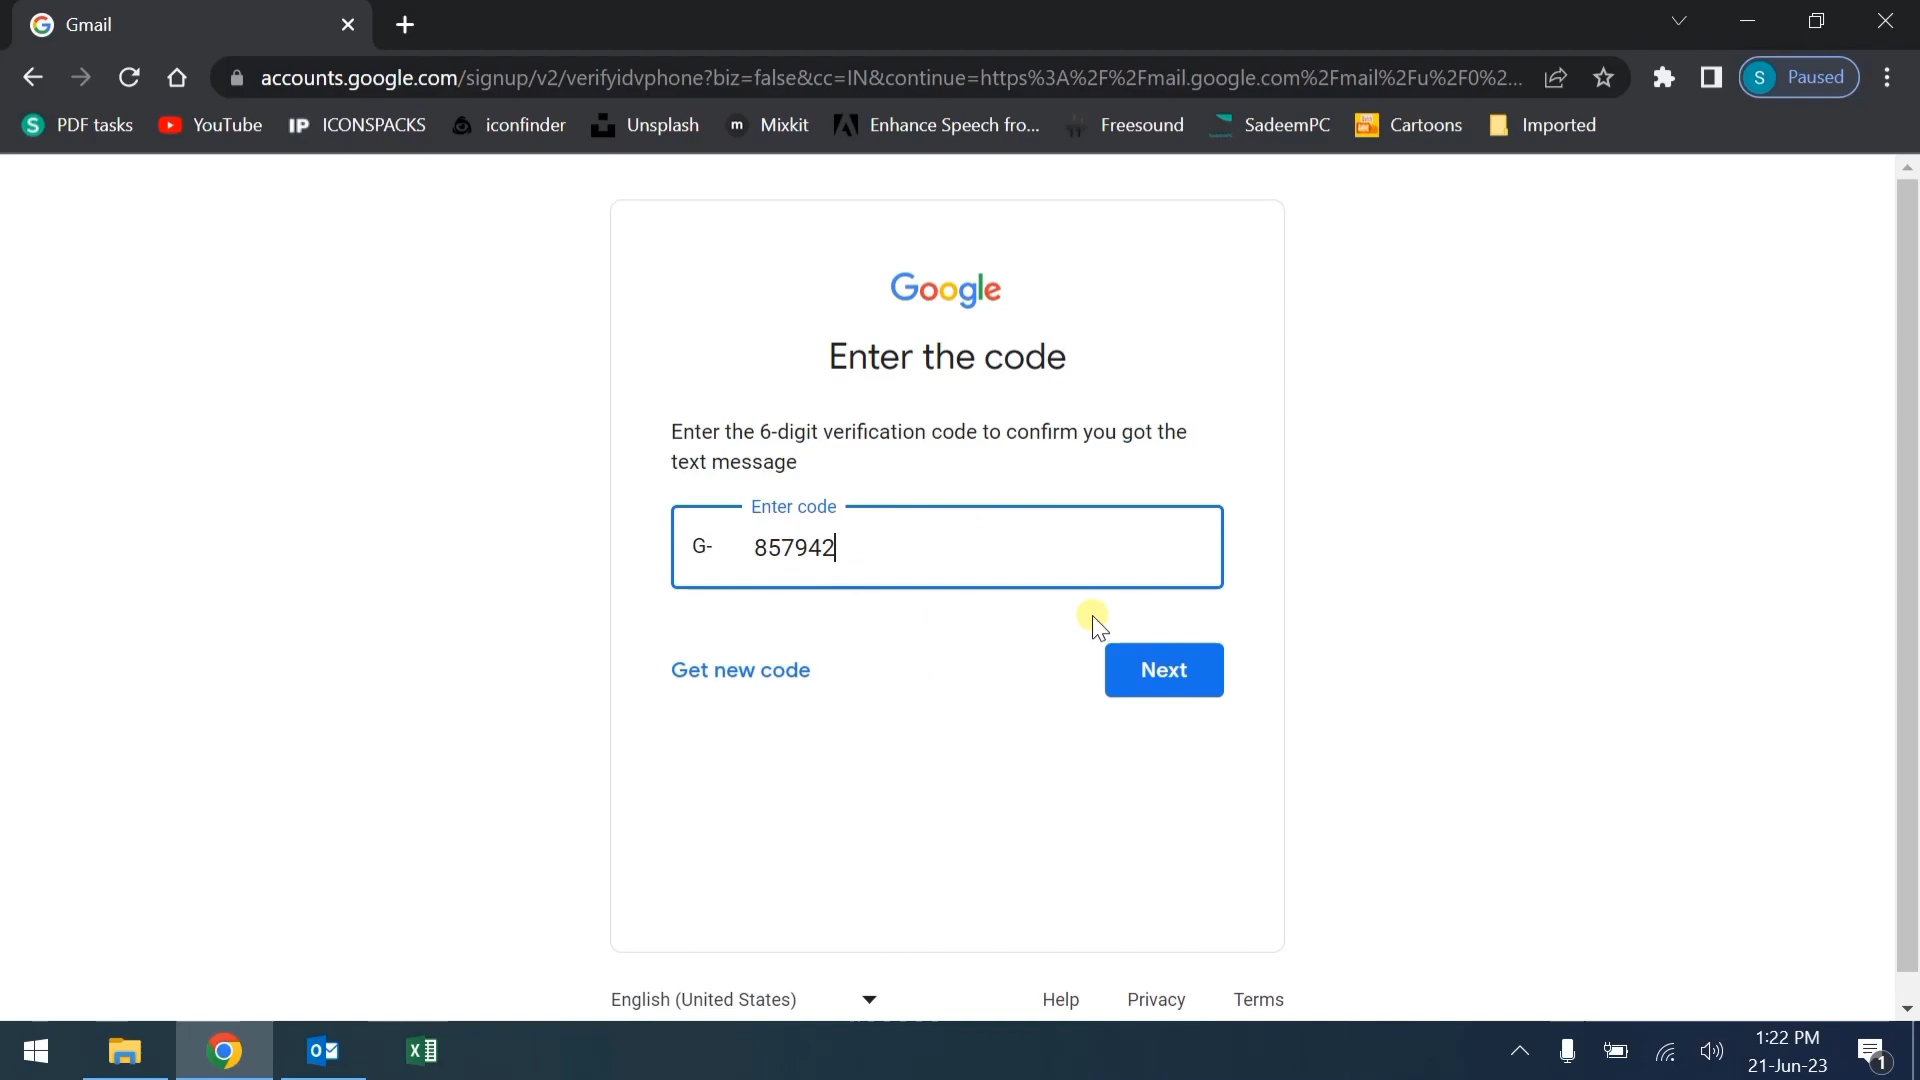 Gmail
accounts.google.com/signup/v2/verifyidvphone?biz=false&cc=IN&continue=https%3A%2F%2Fmail.google.com%2Fmail%2Fu%2F0%2...
S Paused
PDF tasks YouTube IP ICONSPACKS iconfinder Unsplash m Mixkit Enhance Speech fro... Freesound SadeemPC Cartoons Imported
Google
Enter the code
Enter the 6-digit verification code to confirm you got the
text message
Enter code
G- 857942
Get new code Next
English (United States) Help Privacy Terms
1:22 PM
21-Jun-23
1